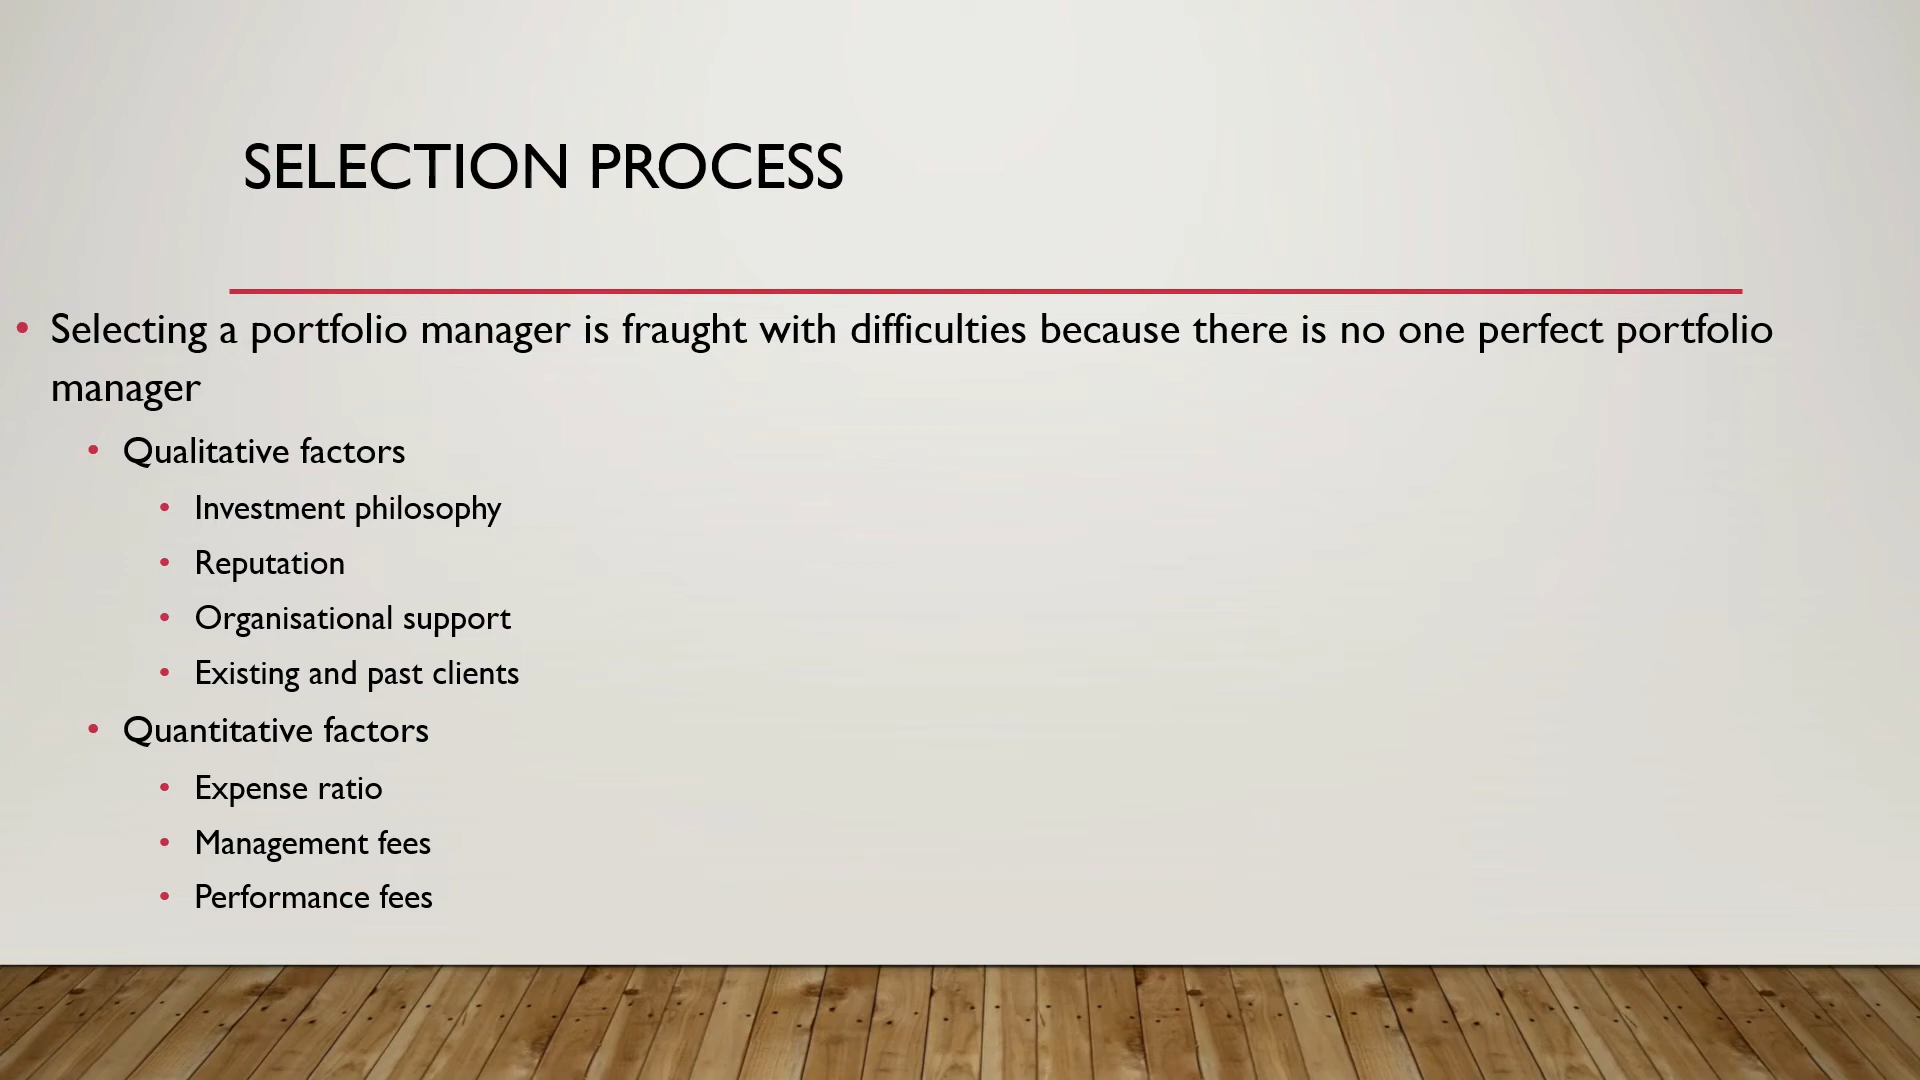 SELECTION PROCESS
• Selecting a portfolio manager is fraught with difficulties because there is no one perfect portfolio
manager
• Qualitative factors
• Investment philosophy
• Reputation
• Organisational support
• Existing and past clients
• Quantitative factors
• Expense ratio
• Management fees
• Performance fees